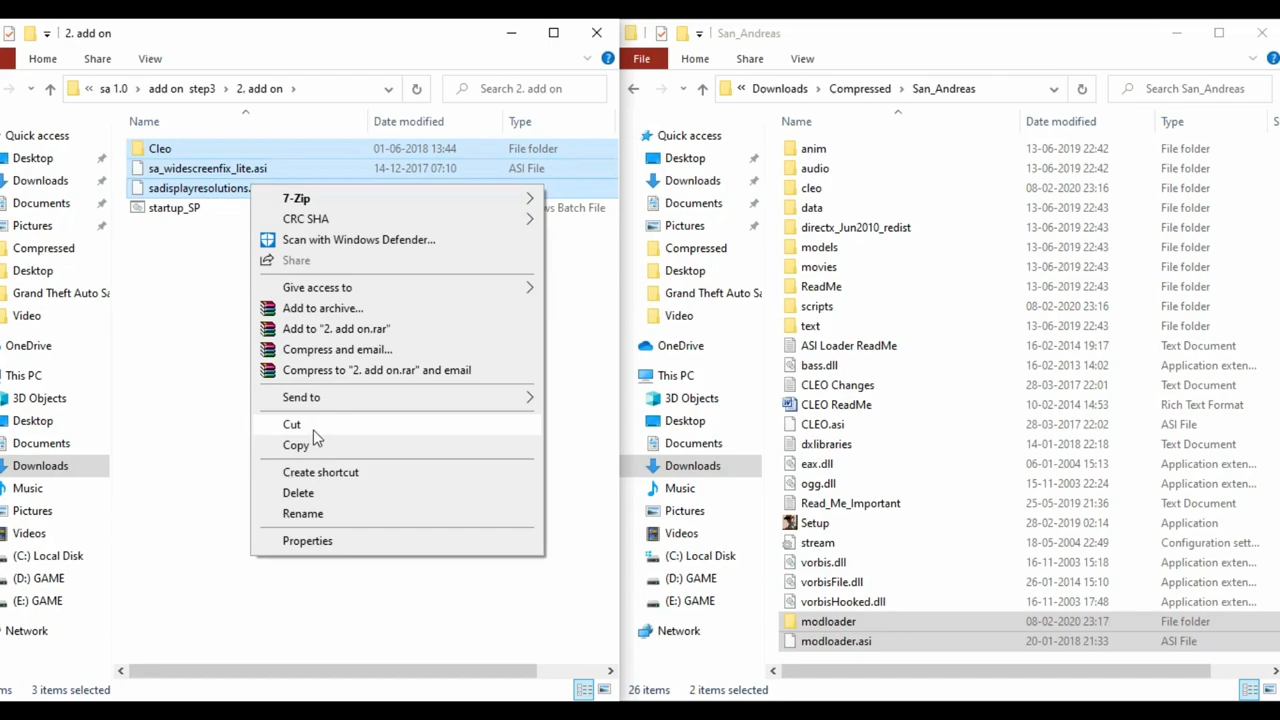 2. add on
Home Share View
sa 1.0 add on step3 2. add on
Search 2. add on
Name Date modified Type
Quick access
Desktop
Downloads
Documents
Pictures
Compressed
Desktop
Grand Theft Auto Sa
Video
OneDrive
This PC
3D Objects
Desktop
Documents
Downloads
Music
Pictures
Videos
(C:) Local Disk
(D:) GAME
(E:) GAME
Network
Cleo 01-06-2018 13:44 File folder
sa_widescreenfix_lite.asi 14-12-2017 07:10 ASI File
sadisplayresolutions.
startup_SP ws Batch File
7-Zip
CRC SHA
Scan with Windows Defender...
Share
Give access to
Add to archive...
Add to "2. add on.rar"
Compress and email...
Compress to "2. add on.rar" and email
Send to
Cut
Copy
Create shortcut
Delete
Rename
Properties
ms 3 items selected
San_Andreas
File Home Share View
Downloads Compressed San_Andreas
Search San_Andreas
Name Date modified Type S
Quick access
Desktop
Downloads
Documents
Pictures
Compressed
Desktop
Grand Theft Auto Sa
Video
OneDrive
This PC
3D Objects
Desktop
Documents
Downloads
Music
Pictures
Videos
(C:) Local Disk
(D:) GAME
(E:) GAME
Network
anim 13-06-2019 22:42 File folder
audio 13-06-2019 22:42 File folder
cleo 08-02-2020 23:16 File folder
data 13-06-2019 22:42 File folder
directx_Jun2010_redist 13-06-2019 22:43 File folder
models 13-06-2019 22:43 File folder
movies 13-06-2019 22:43 File folder
ReadMe 13-06-2019 22:43 File folder
scripts 08-02-2020 23:16 File folder
text 13-06-2019 22:43 File folder
ASI Loader ReadMe 16-02-2019 14:17 Text Document
bass.dll 16-02-2013 14:02 Application exten...
CLEO Changes 28-03-2017 22:01 Text Document
CLEO ReadMe 10-02-2014 14:53 Rich Text Format
CLEO.asi 28-03-2017 22:02 ASI File
dxlibraries 14-01-2018 22:18 Text Document
eax.dll 06-01-2004 15:13 Application exten...
ogg.dll 15-11-2003 22:24 Application exten...
Read_Me_Important 25-05-2019 21:36 Text Document
Setup 28-02-2019 02:14 Application
stream 18-05-2004 22:49 Configuration sett...
vorbis.dll 16-11-2003 15:18 Application exten...
vorbisFile.dll 26-01-2014 15:10 Application exten...
vorbisHooked.dll 16-11-2003 17:48 Application exten...
modloader 08-02-2020 23:17 File folder
modloader.asi 20-01-2018 21:33 ASI File
26 items 2 items selected